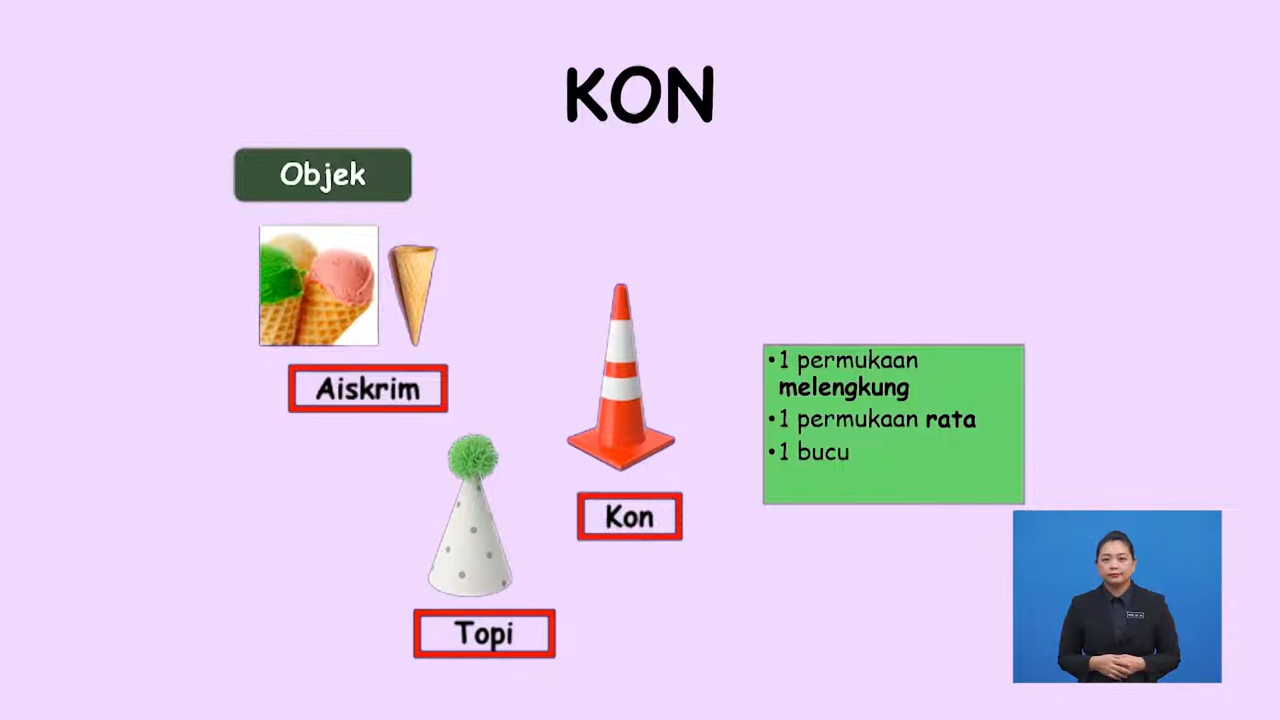 KON
Objek
Aiskrim
Kon
Topi
•1 permukaan
melengkung
•1 permukaan rata
•1 bucu